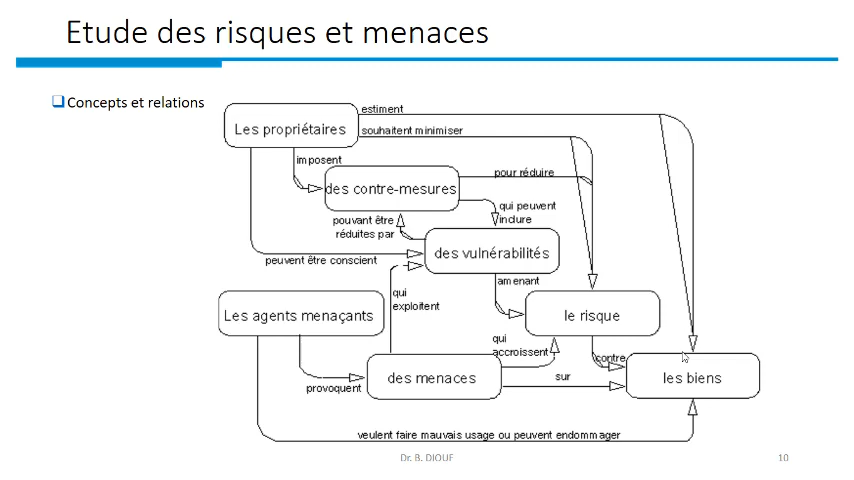 Etude des risques et menaces
Concepts et relations
estiment
Les propriétaires
souhaitent minimiser
imposent
pour réduire
des contre-mesures
qui peuvent
inclure
pouvant être
réduites par
des vulnérabilités
peuvent être conscient
amenant
qui
exploitent
Les agents menaçants
le risque
qui
accroissent
contre
des menaces
sur
les biens
provoquent
veulent faire mauvais usage ou peuvent endommager
Dr. B. DIOUF
10